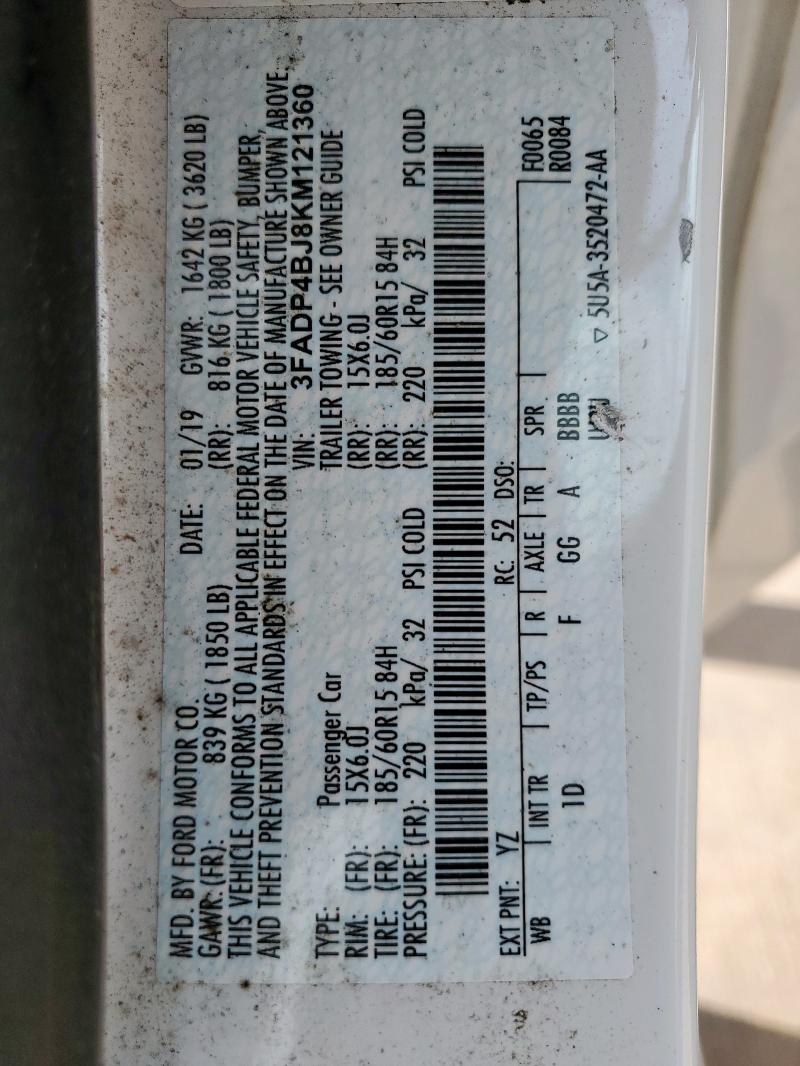 MFD. BY FORD MOTOR CO. DATE: 01/19 GVWR: 1642 KG ( 3620 LB)
GAWR: (FR): 839 KG ( 1850 LB) (RR): 816 KG ( 1800 LB)
THIS VEHICLE CONFORMS TO ALL APPLICABLE FEDERAL MOTOR VEHICLE SAFETY, BUMPER,
AND THEFT PREVENTION STANDARDS IN EFFECT ON THE DATE OF MANUFACTURE SHOWN ABOVE.
VIN: 3FADP4BJ8KM121360
TYPE: Passenger Car TRAILER TOWING - SEE OWNER GUIDE
RIM: (FR): 15X6.0J (RR): 15X6.0J
TIRE: (FR): 185/60R15 84H (RR): 185/60R15 84H
PRESSURE: (FR): 220 kPa/ 32 PSI COLD (RR): 220 kPa/ 32 PSI COLD
EXT PNT: YZ RC: 52 DSO: F0065
WB INT TR TP/PS R AXLE TR SPR R0084
1D F GG A BBBB
▽ 5U5A-3520472-AA